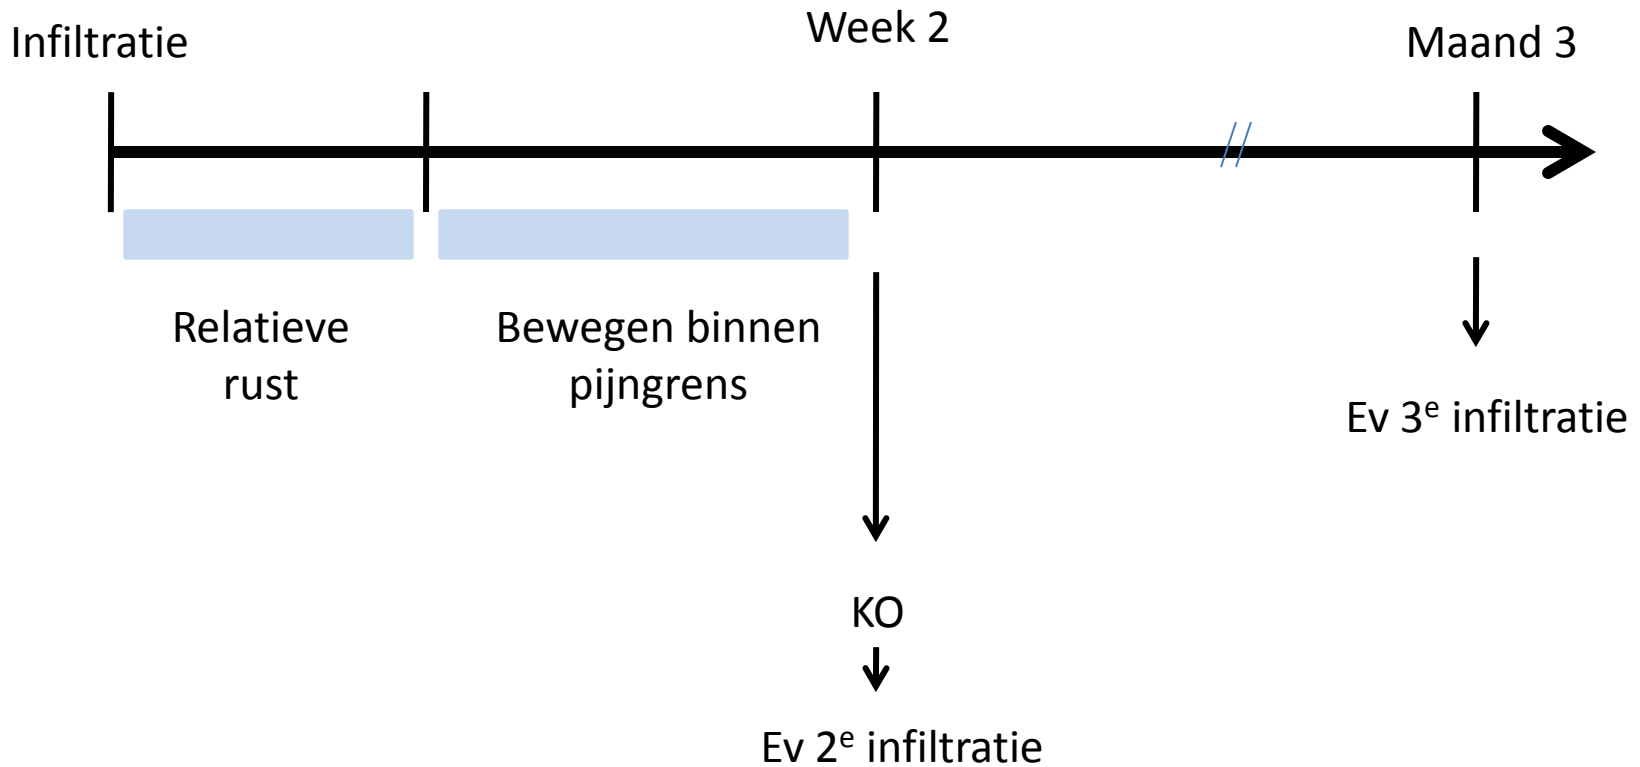 Infiltratie
Week 2
Maand 3
Relatieve
rust
Bewegen binnen
pijngrens
Ev 3e infiltratie
KO
Ev 2e infiltratie